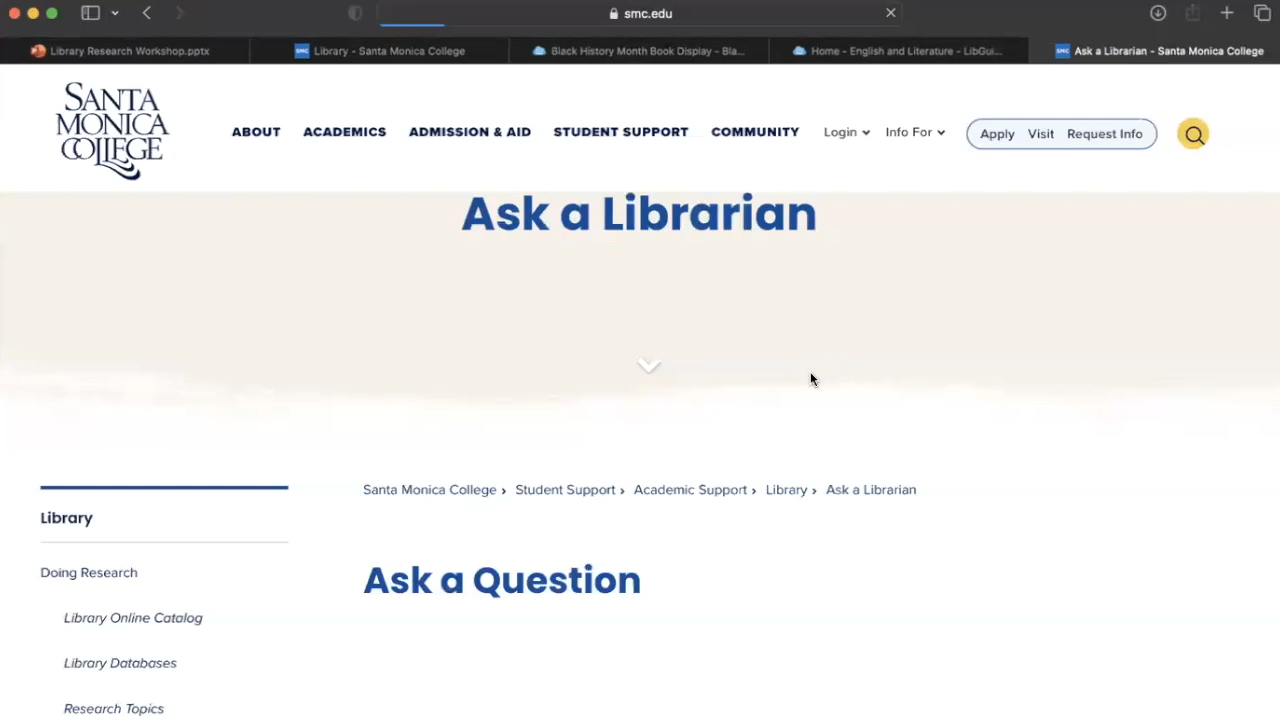 smc.edu
Library Research Workshop.pptx
SMC Library - Santa Monica College
Black History Month Book Display - Bla...
Home - English and Literature - LibGui...
SMC Ask a Librarian - Santa Monica College
SANTA
MONICA
COLLEGE
ABOUT ACADEMICS ADMISSION & AID STUDENT SUPPORT COMMUNITY Login Info For Apply Visit Request Info
Ask a Librarian
Santa Monica College › Student Support › Academic Support › Library › Ask a Librarian
Library
Doing Research
Library Online Catalog
Library Databases
Research Topics
Ask a Question